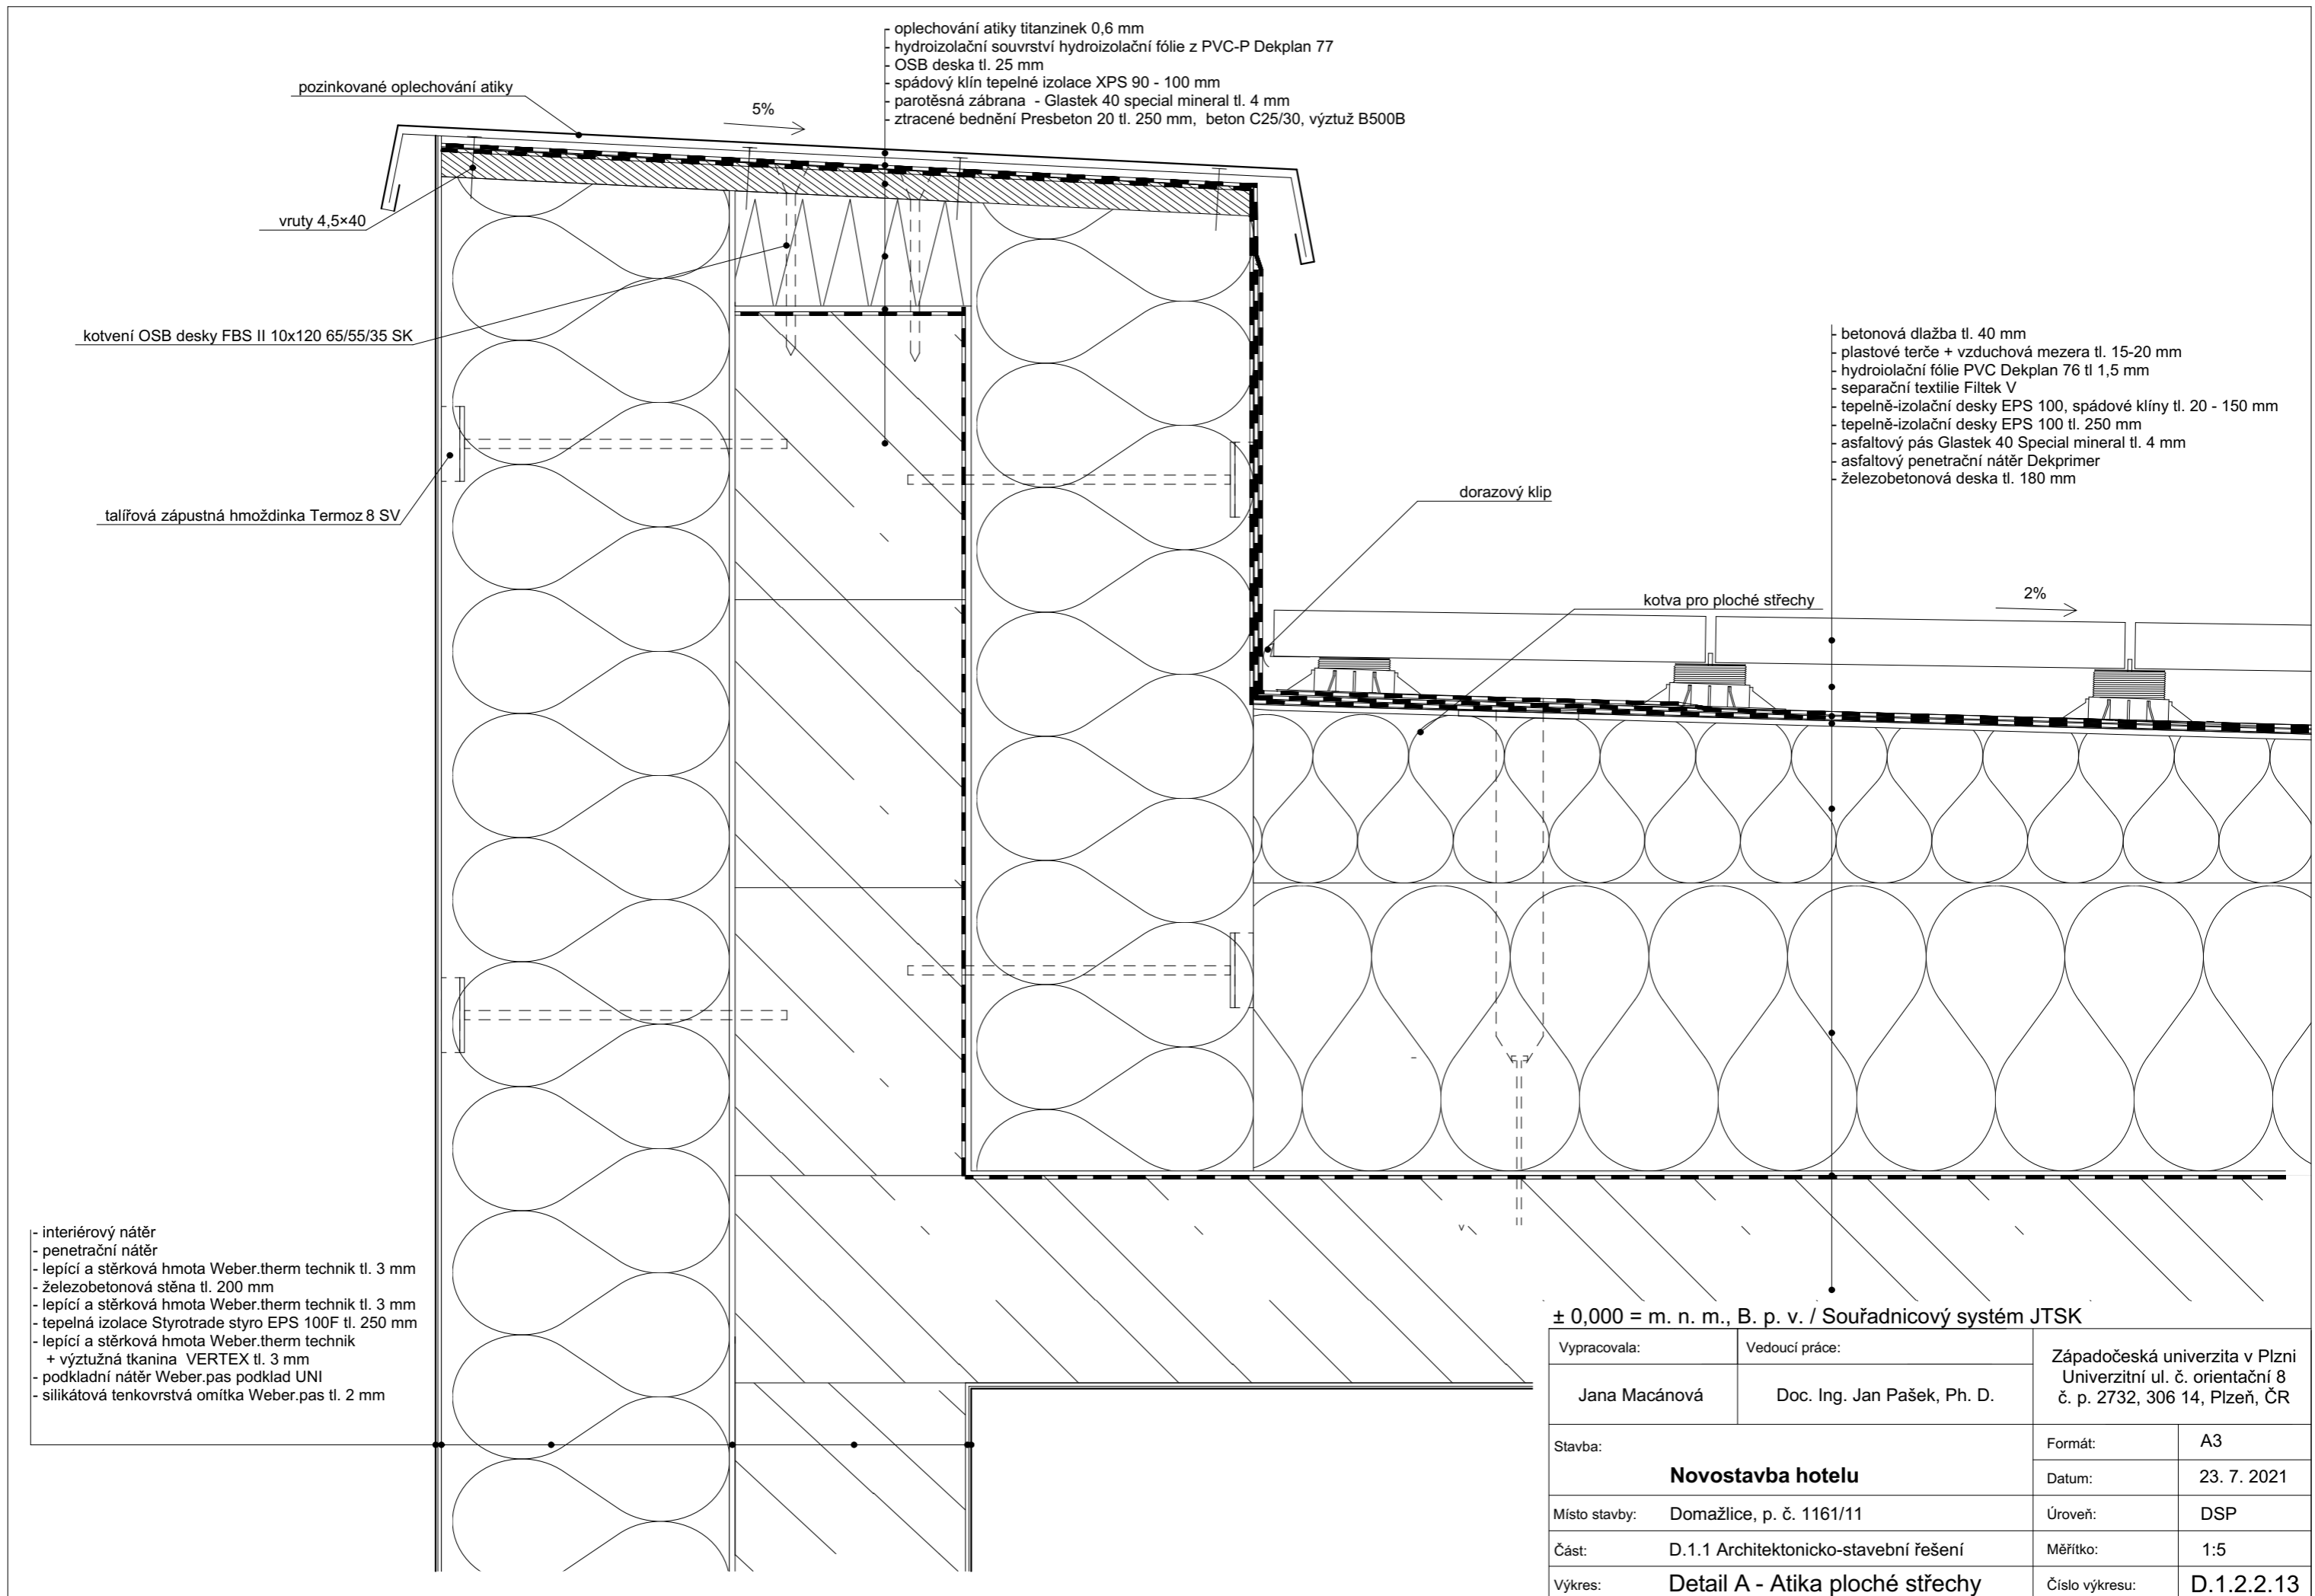 - oplechování atiky titanzinek 0,6 mm
- hydroizolační souvrství hydroizolační fólie z PVC-P Dekplan 77
- OSB deska tl. 25 mm
- spádový klín tepelné izolace XPS 90 - 100 mm
- parotěsná zábrana - Glastek 40 special mineral tl. 4 mm
- ztracené bednění Presbeton 20 tl. 250 mm, beton C25/30, výztuž B500B
pozinkované oplechování atiky
5%
vruty 4,5×40
kotvení OSB desky FBS II 10x120 65/55/35 SK
talířová zápustná hmoždinka Termoz 8 SV
- betonová dlažba tl. 40 mm
- plastové terče + vzduchová mezera tl. 15-20 mm
- hydroiolační fólie PVC Dekplan 76 tl 1,5 mm
- separační textilie Filtek V
- tepelně-izolační desky EPS 100, spádové klíny tl. 20 - 150 mm
- tepelně-izolační desky EPS 100 tl. 250 mm
- asfaltový pás Glastek 40 Special mineral tl. 4 mm
- asfaltový penetrační nátěr Dekprimer
- železobetonová deska tl. 180 mm
dorazový klip
kotva pro ploché střechy
2%
- interiérový nátěr
- penetrační nátěr
- lepící a stěrková hmota Weber.therm technik tl. 3 mm
- železobetonová stěna tl. 200 mm
- lepící a stěrková hmota Weber.therm technik tl. 3 mm
- tepelná izolace Styrotrade styro EPS 100F tl. 250 mm
- lepící a stěrková hmota Weber.therm technik
+ výztužná tkanina VERTEX tl. 3 mm
- podkladní nátěr Weber.pas podklad UNI
- silikátová tenkovrstvá omítka Weber.pas tl. 2 mm
± 0,000 = m. n. m., B. p. v. / Souřadnicový systém JTSK
Vypracovala:
Jana Macánová
Vedoucí práce:
Doc. Ing. Jan Pašek, Ph. D.
Západočeská univerzita v Plzni
Univerzitní ul. č. orientační 8
č. p. 2732, 306 14, Plzeň, ČR
Stavba:
Novostavba hotelu
Formát: A3
Datum: 23. 7. 2021
Místo stavby: Domažlice, p. č. 1161/11
Úroveň: DSP
Část: D.1.1 Architektonicko-stavební řešení
Měřítko: 1:5
Výkres: Detail A - Atika ploché střechy
Číslo výkresu: D.1.2.2.13